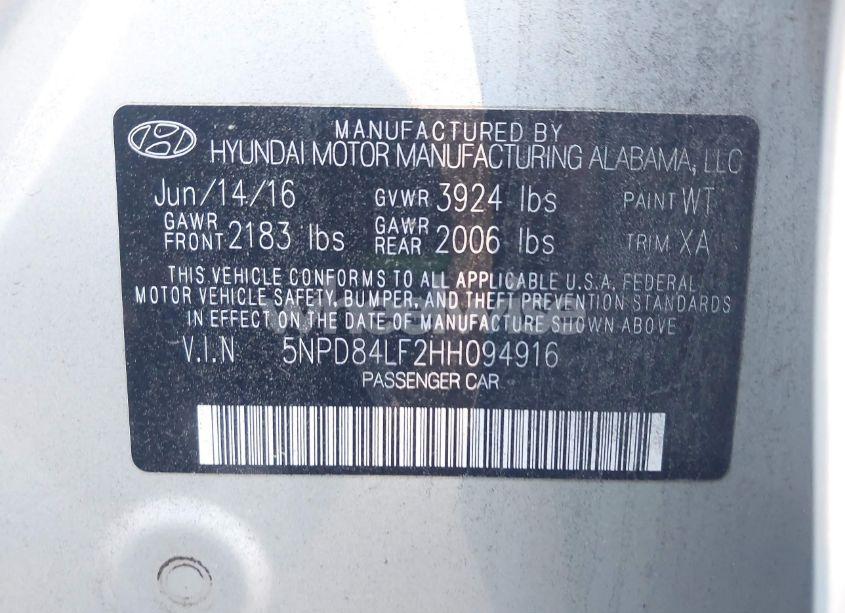 MANUFACTURED BY
HYUNDAI MOTOR MANUFACTURING ALABAMA, LLC
Jun/14/16 GVWR 3924 lbs PAINT WT
GAWR FRONT 2183 lbs GAWR REAR 2006 lbs TRIM XA
THIS VEHICLE CONFORMS TO ALL APPLICABLE U.S.A. FEDERAL
MOTOR VEHICLE SAFETY, BUMPER, AND THEFT PREVENTION STANDARDS
IN EFFECT ON THE DATE OF MANUFACTURE SHOWN ABOVE.
V.I.N 5NPD84LF2HH094916
PASSENGER CAR